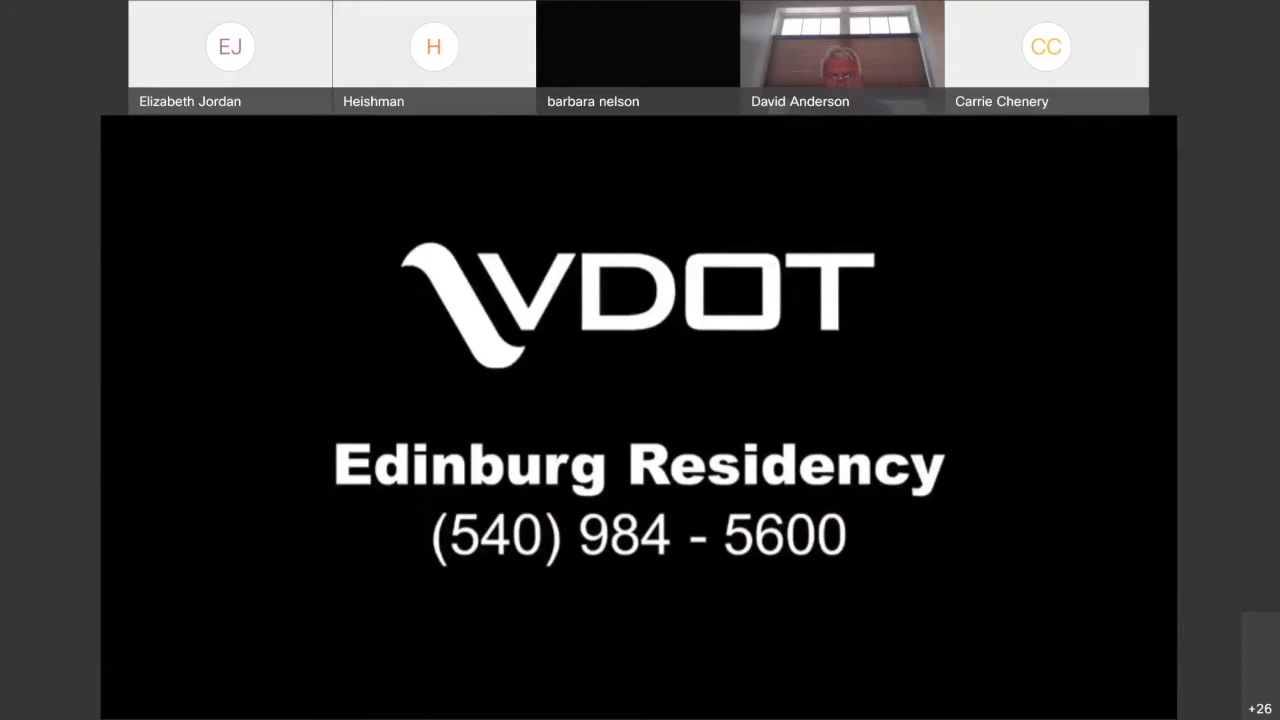 EJ
H
CC
Elizabeth Jordan
Heishman
barbara nelson
David Anderson
Carrie Chenery
VDOT
Edinburg Residency
(540) 984 - 5600
+26